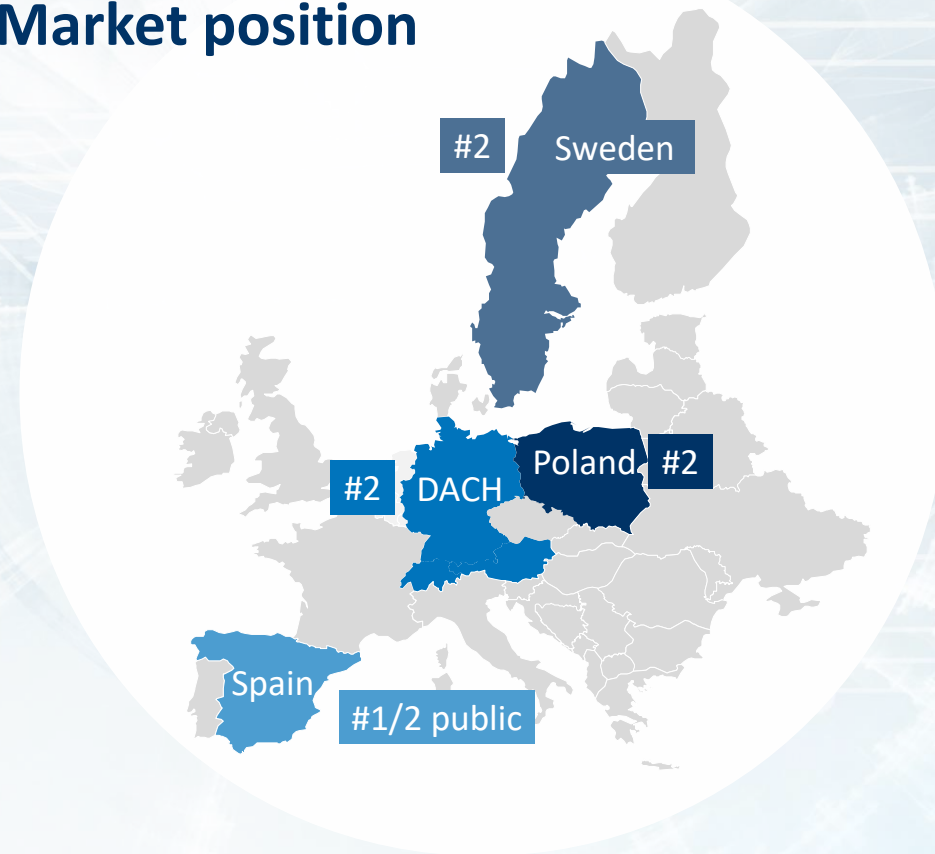 Market position
#2
Sweden
Poland
#2
#2
DACH
Spain
#1/2 public